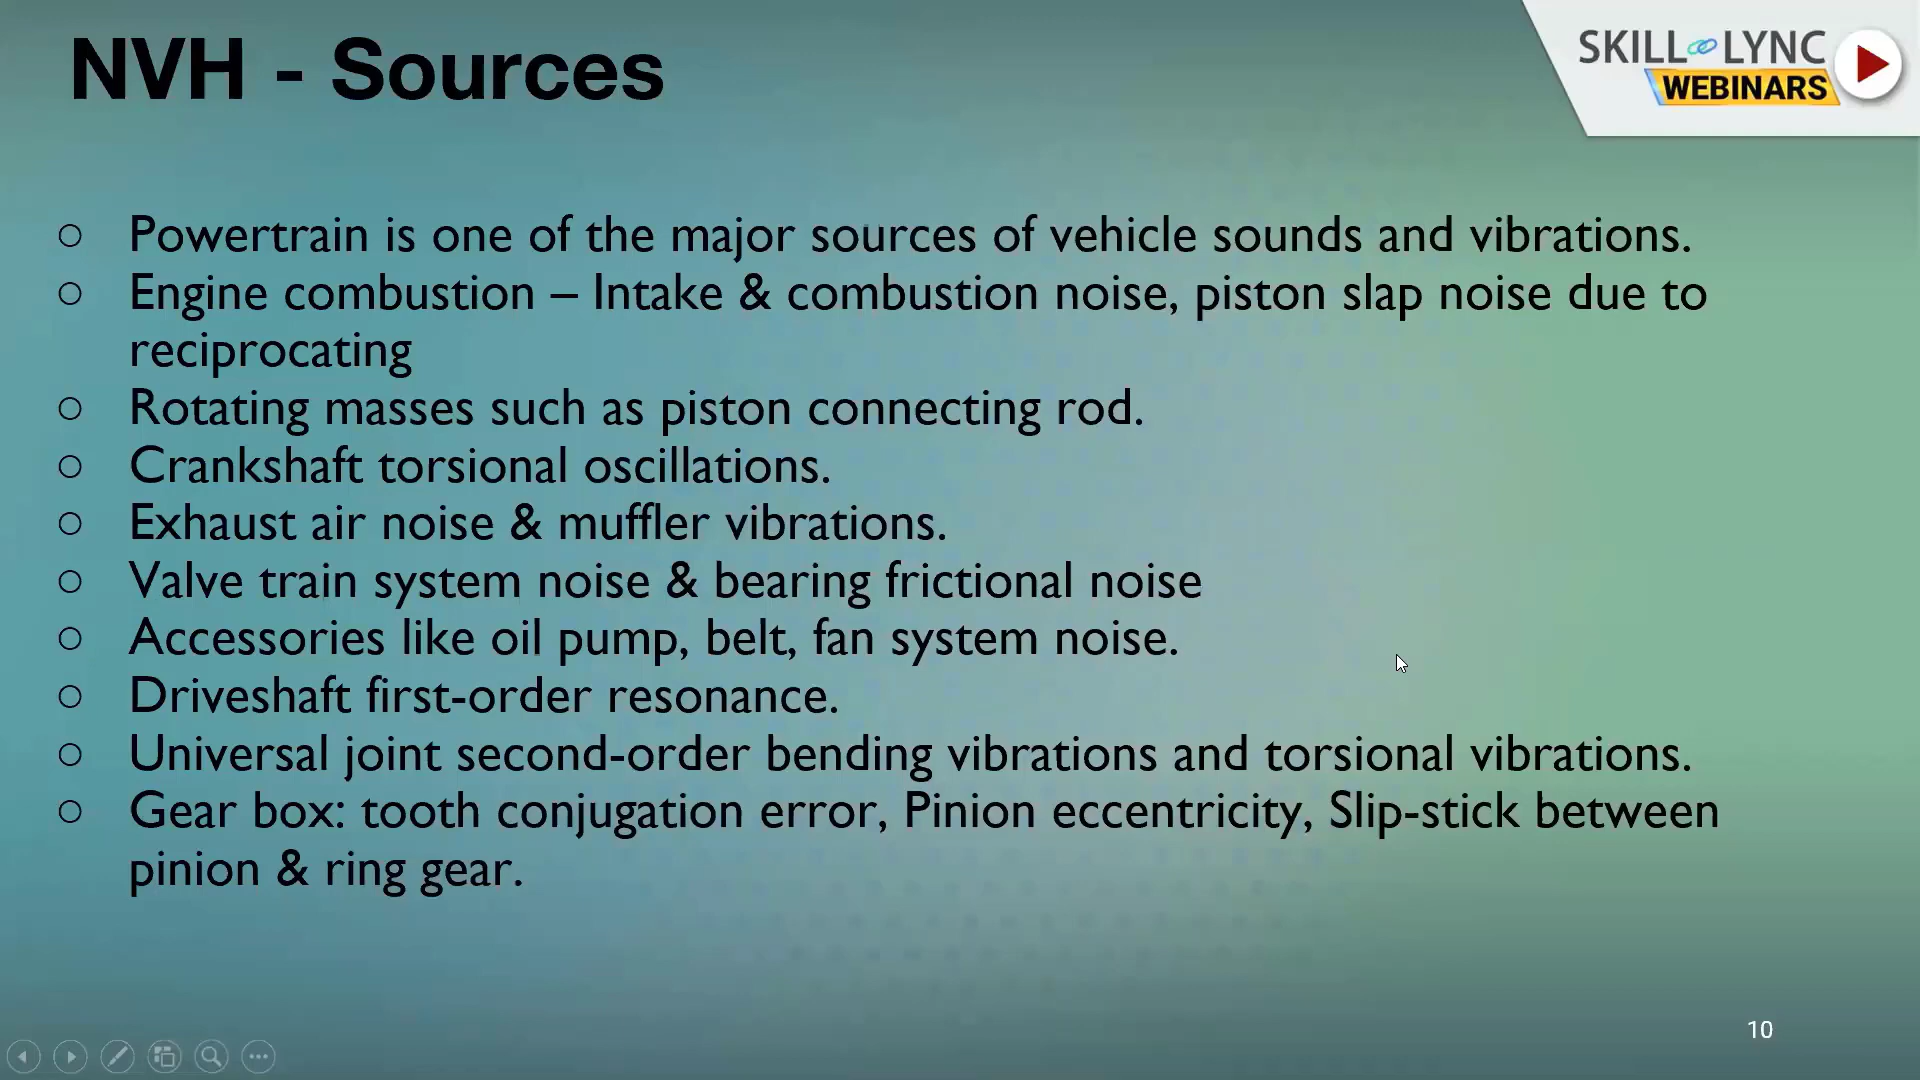 NVH - Sources
SKILL LYNC
WEBINARS
○ Powertrain is one of the major sources of vehicle sounds and vibrations.
○ Engine combustion – Intake & combustion noise, piston slap noise due to
reciprocating
○ Rotating masses such as piston connecting rod.
○ Crankshaft torsional oscillations.
○ Exhaust air noise & muffler vibrations.
○ Valve train system noise & bearing frictional noise
○ Accessories like oil pump, belt, fan system noise.
○ Driveshaft first-order resonance.
○ Universal joint second-order bending vibrations and torsional vibrations.
○ Gear box: tooth conjugation error, Pinion eccentricity, Slip-stick between
pinion & ring gear.
10